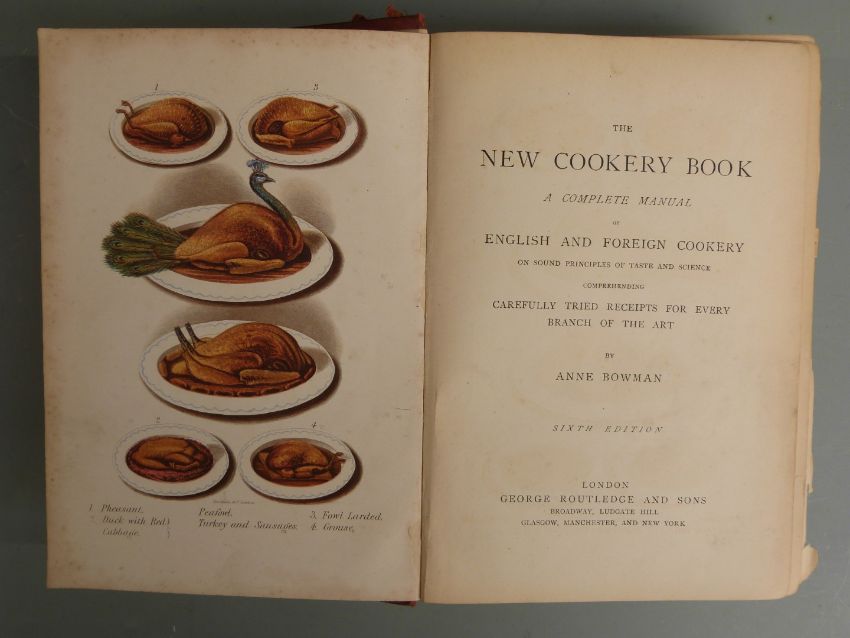 1
3
2
4
1 Pheasant. Peafowl. 3. Fowl Larded.
2. Duck with Red Turkey and Sausages. 4. Grouse.
Cabbage.
THE
NEW COOKERY BOOK
A COMPLETE MANUAL
OF
ENGLISH AND FOREIGN COOKERY
ON SOUND PRINCIPLES OF TASTE AND SCIENCE
COMPREHENDING
CAREFULLY TRIED RECEIPTS FOR EVERY
BRANCH OF THE ART
BY
ANNE BOWMAN
SIXTH EDITION
LONDON
GEORGE ROUTLEDGE AND SONS
BROADWAY, LUDGATE HILL
GLASGOW, MANCHESTER, AND NEW YORK